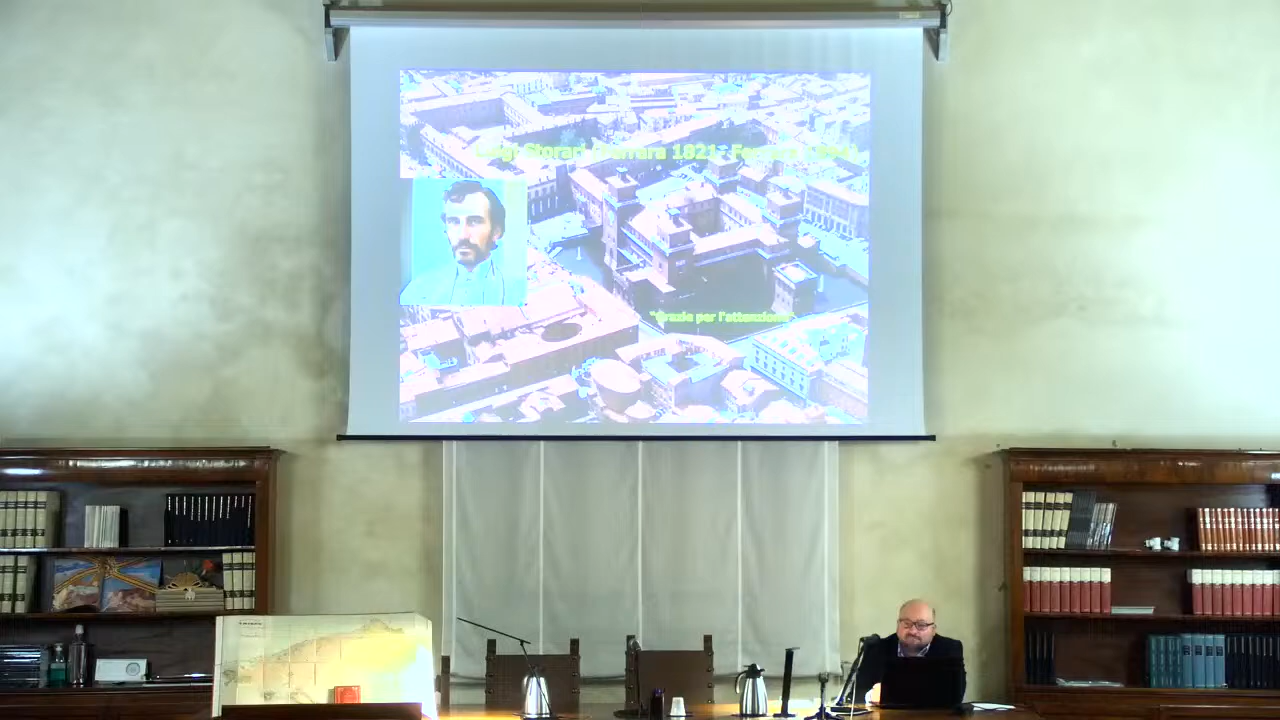 Luigi Storari (Ferrara 1821- Ferrara 1894)
"Grazie per l'attenzione"